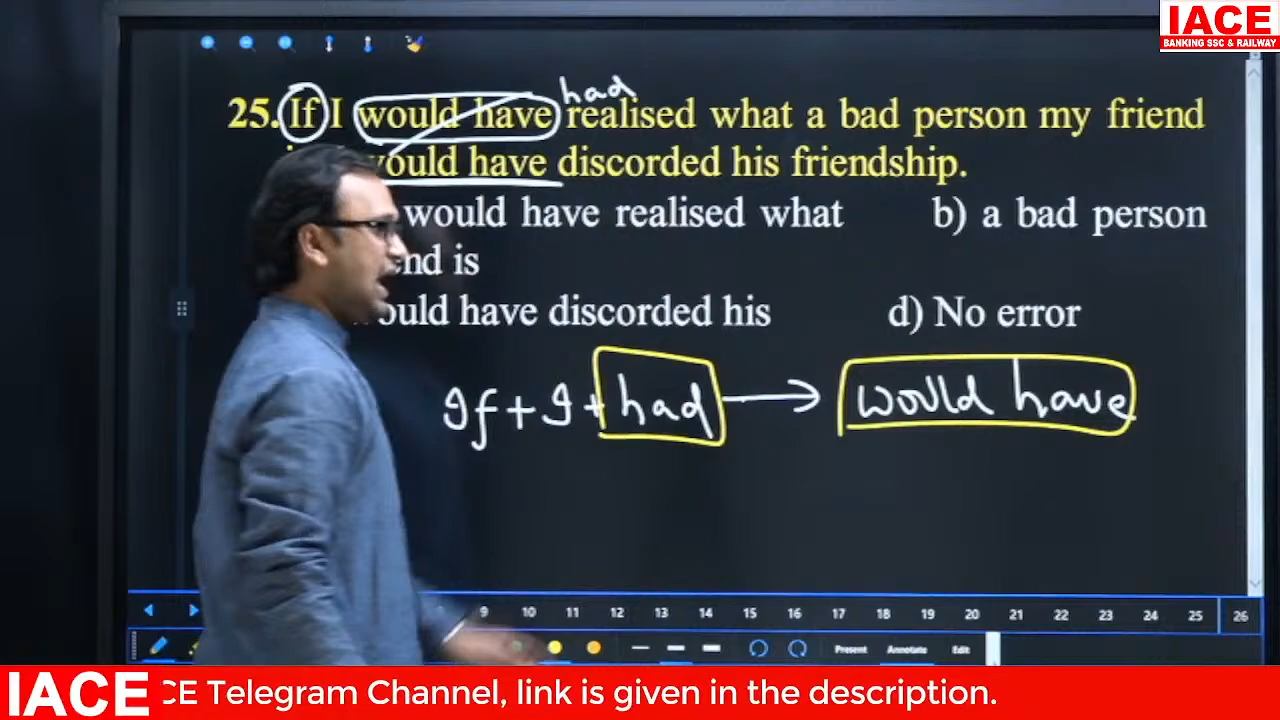 IACE
BANKING SSC & RAILWAY
had
25. If I would have realised what a bad person my friend
would have discorded his friendship.
would have realised what b) a bad person
is
would have discorded his d) No error
If + I + had → would have
9 10 11 12 13 14 15 16 17 18 19 20 21 22 23 24 25 26
Present Annotate Edit
IACE CE Telegram Channel, link is given in the description.